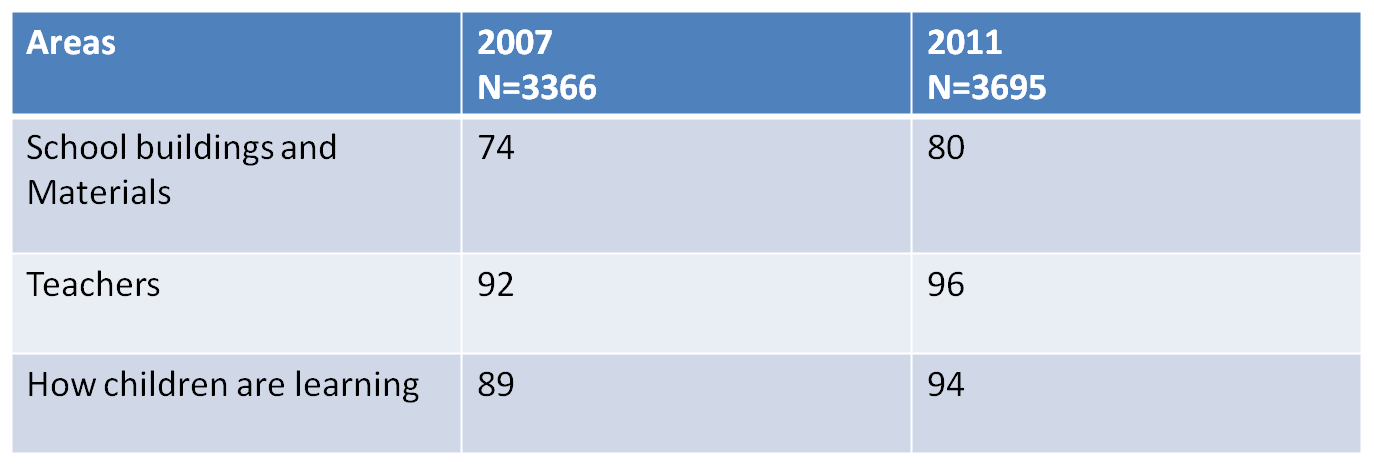 Areas
2007
N=3366
2011
N=3695
School buildings and
Materials
74
80
Teachers
92
96
How children are learning
89
94